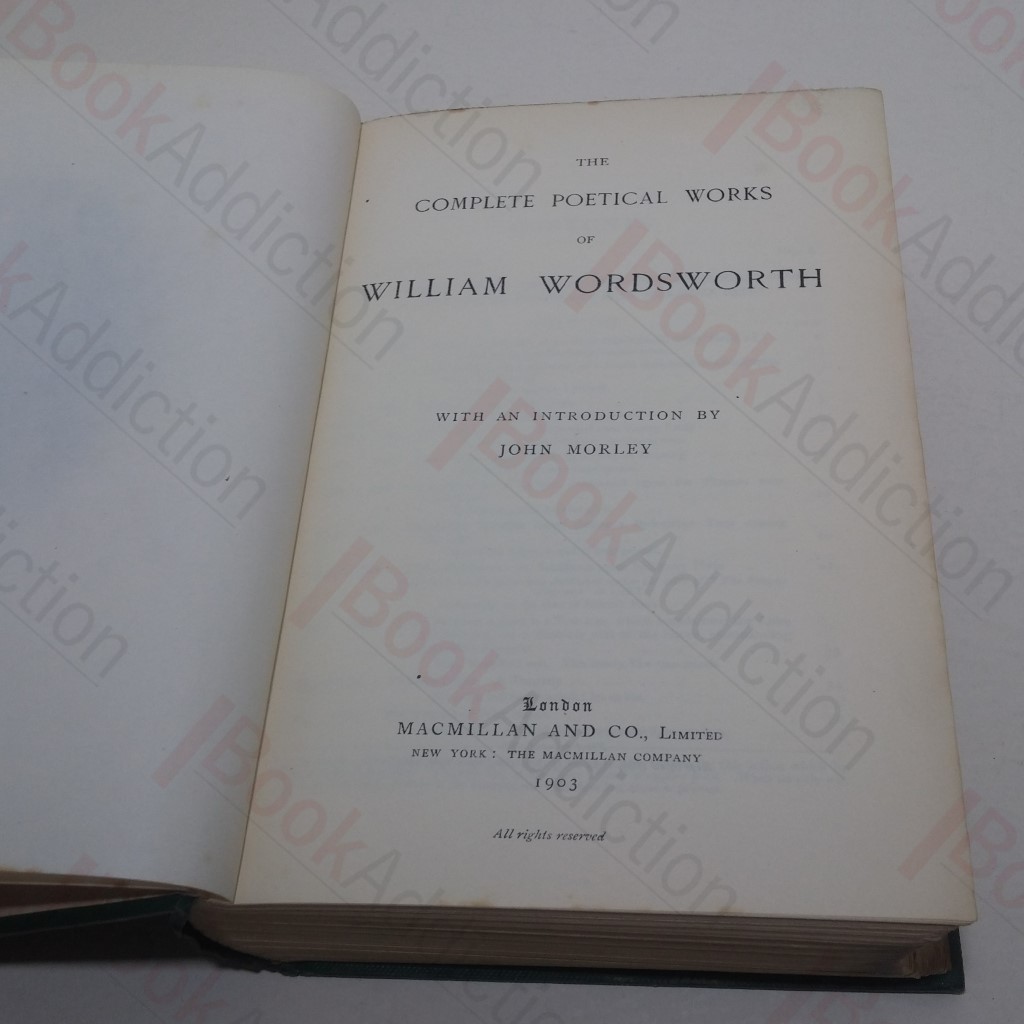 THE
COMPLETE POETICAL WORKS
OF
WILLIAM WORDSWORTH
WITH AN INTRODUCTION BY
JOHN MORLEY
London
MACMILLAN AND CO., LIMITED
NEW YORK: THE MACMILLAN COMPANY
1903
All rights reserved
BookAddiction